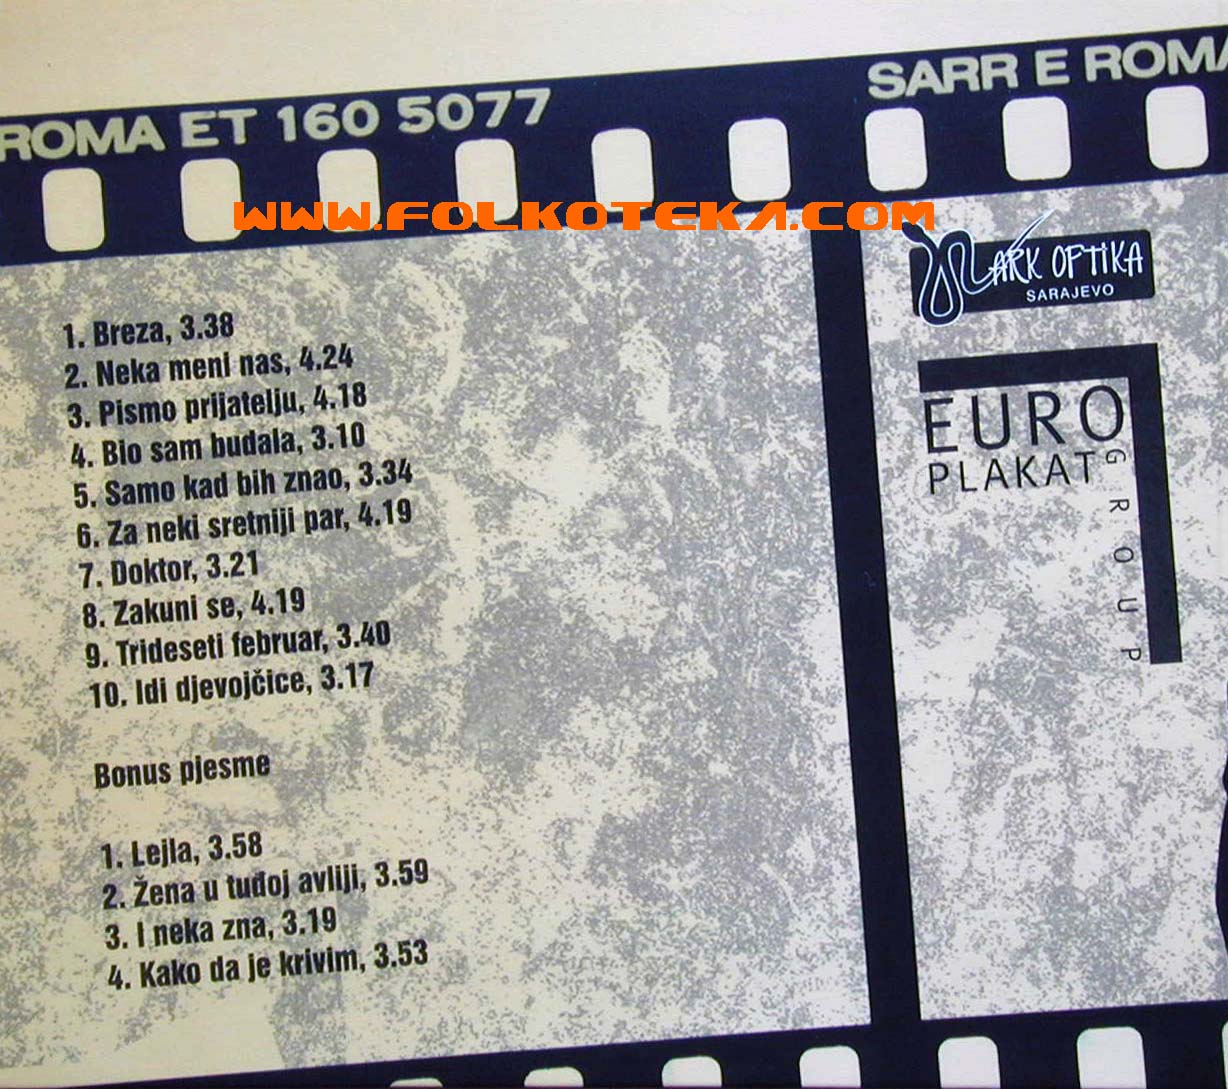 ROMA ET 160 5077
SARR E ROMA
WWW.FOLKOTEKA.COM
MARK OPTIKA
SARAJEVO
EURO
PLAKAT
GROUP
1. Breza, 3.38
2. Neka meni nas, 4.24
3. Pismo prijatelju, 4.18
4. Bio sam budala, 3.10
5. Samo kad bih znao, 3.34
6. Za neki sretniji par, 4.19
7. Doktor, 3.21
8. Zakuni se, 4.19
9. Trideseti februar, 3.40
10. Idi djevojčice, 3.17
Bonus pjesme
1. Lejla, 3.58
2. Žena u tuđoj avliji, 3.59
3. I neka zna, 3.19
4. Kako da je krivim, 3.53